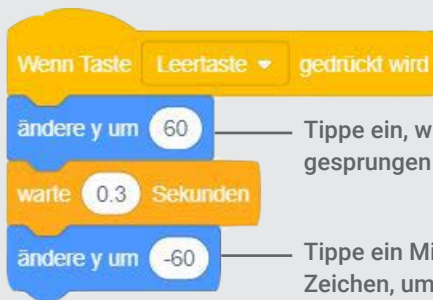 Wenn Taste Leertaste gedrückt wird
ändere y um 60
Tippe ein, w
gesprungen
warte 0.3 Sekunden
ändere y um -60
Tippe ein Mi
Zeichen, um